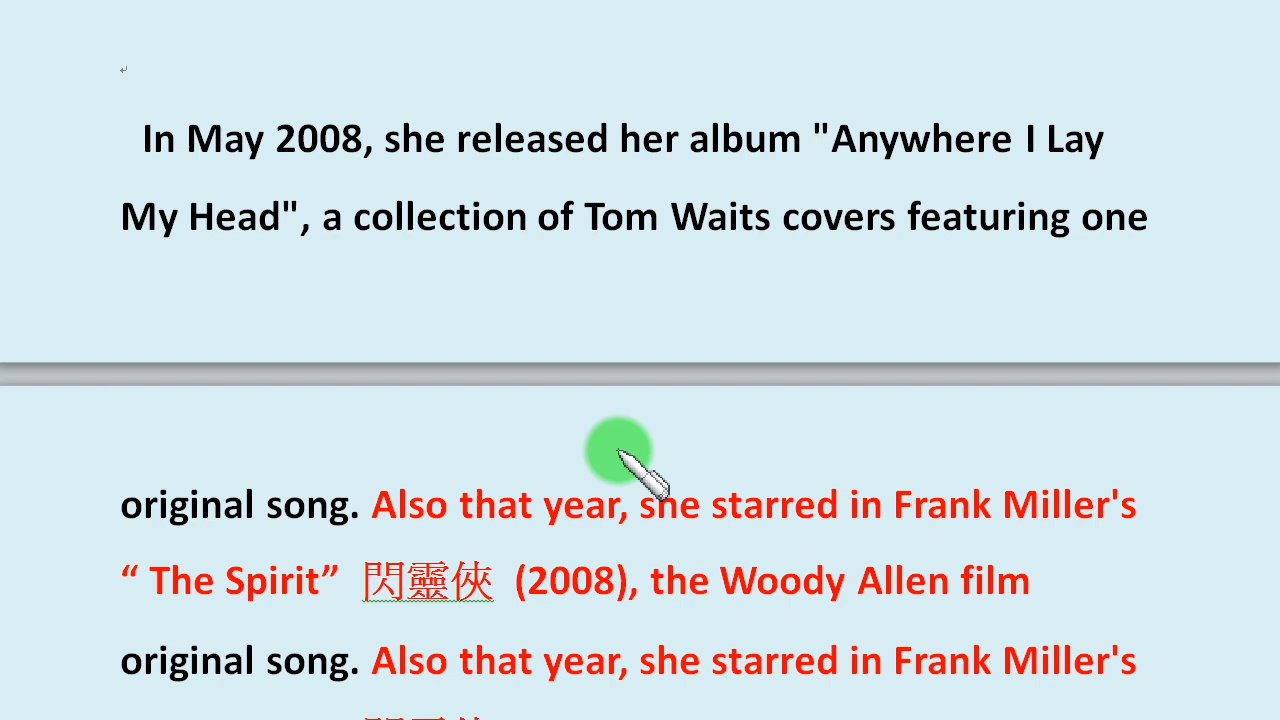 In May 2008, she released her album "Anywhere I Lay
My Head", a collection of Tom Waits covers featuring one
original song. Also that year, she starred in Frank Miller's
“ The Spirit” 閃靈俠 (2008), the Woody Allen film
original song. Also that year, she starred in Frank Miller's